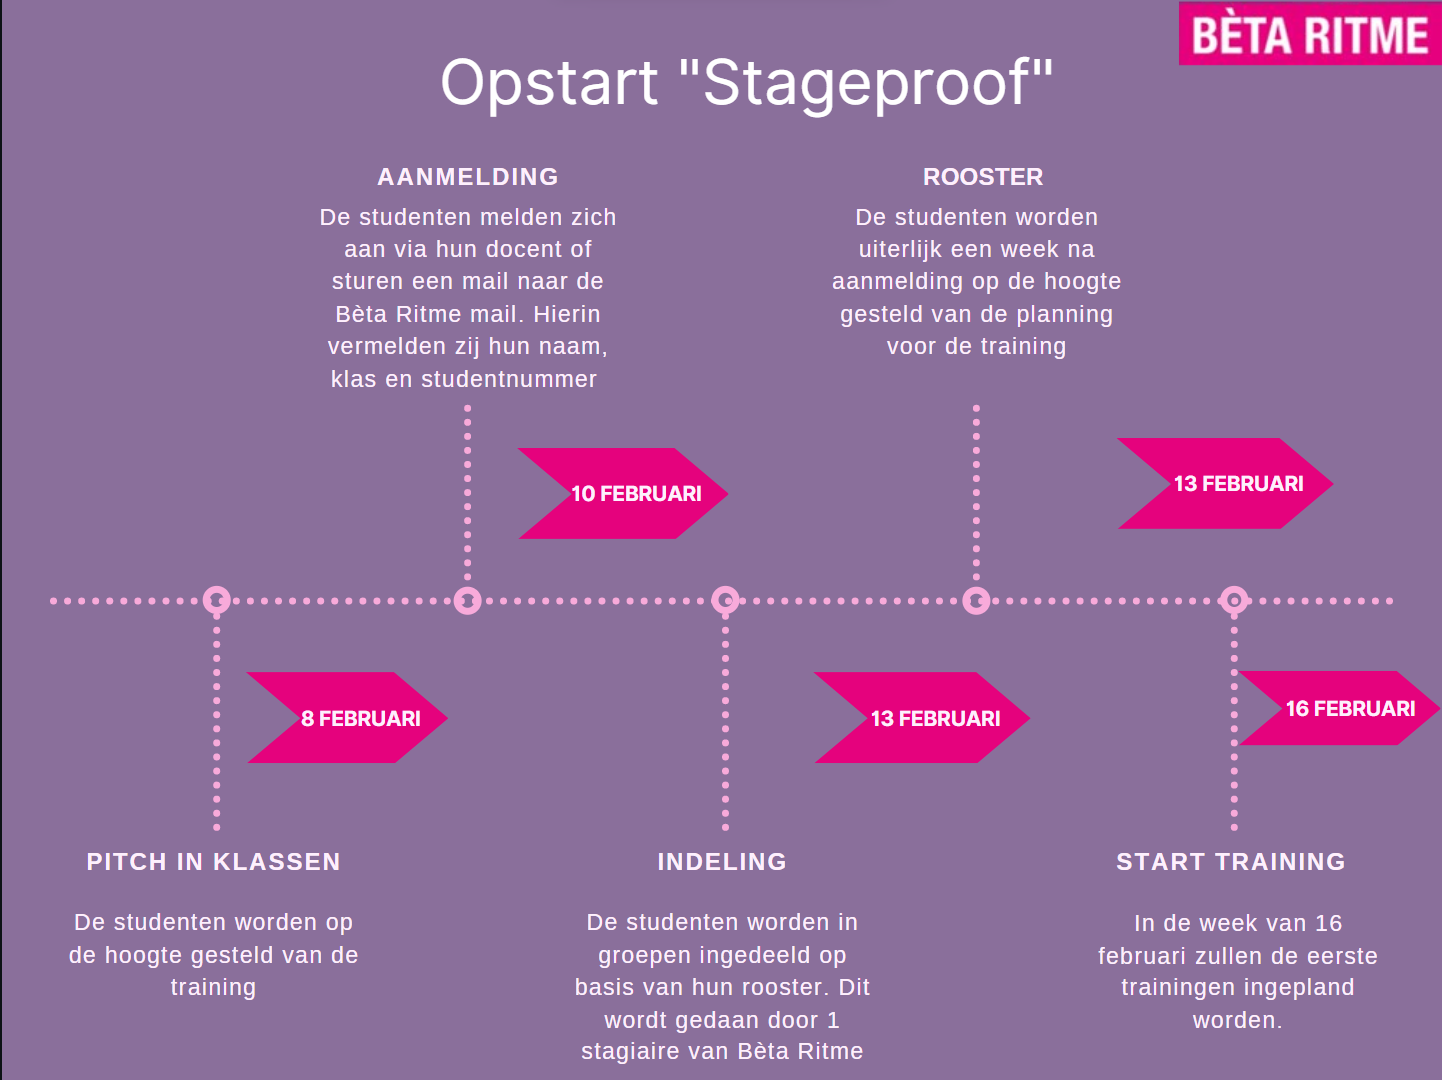 BÈTA RITME
Opstart "Stageproof"
AANMELDING
De studenten melden zich
aan via hun docent of
sturen een mail naar de
Bèta Ritme mail. Hierin
vermelden zij hun naam,
klas en studentnummer
ROOSTER
De studenten worden
uiterlijk een week na
aanmelding op de hoogte
gesteld van de planning
voor de training
10 FEBRUARI
13 FEBRUARI
8 FEBRUARI
13 FEBRUARI
16 FEBRUARI
PITCH IN KLASSEN
De studenten worden op
de hoogte gesteld van de
training
INDELING
De studenten worden in
groepen ingedeeld op
basis van hun rooster. Dit
wordt gedaan door 1
stagiaire van Bèta Ritme
START TRAINING
In de week van 16
februari zullen de eerste
trainingen ingepland
worden.